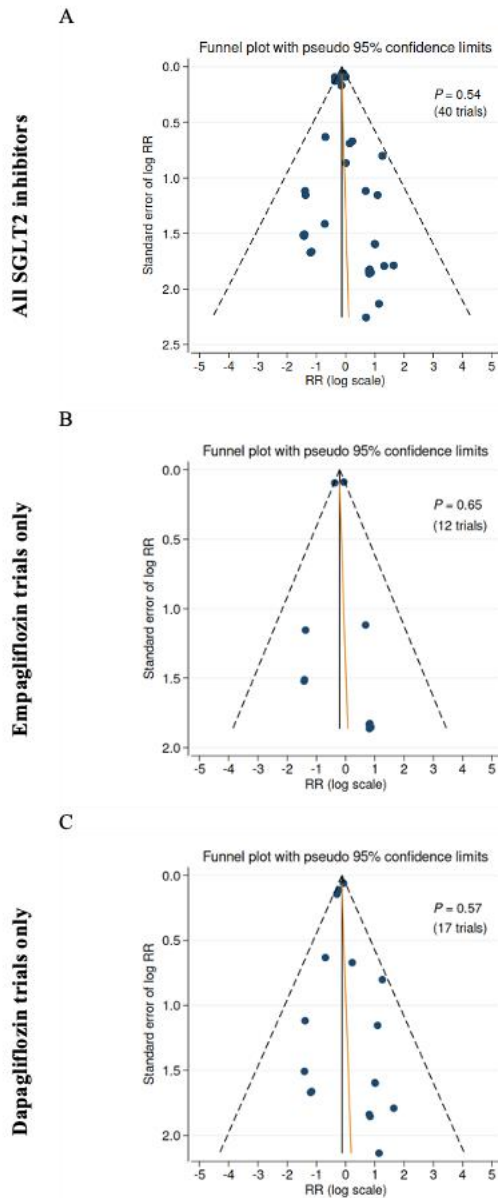 A
All SGLT2 inhibitors
Funnel plot with pseudo 95% confidence limits
P = 0.54
(40 trials)
Standard error of log RR
0.0
0.5
1.0
1.5
2.0
2.5
-5 -4 -3 -2 -1 0 1 2 3 4 5
RR (log scale)
B
Empagliflozin trials only
Funnel plot with pseudo 95% confidence limits
P = 0.65
(12 trials)
Standard error of log RR
0.0
0.5
1.0
1.5
2.0
-5 -4 -3 -2 -1 0 1 2 3 4 5
RR (log scale)
C
Dapagliflozin trials only
Funnel plot with pseudo 95% confidence limits
P = 0.57
(17 trials)
Standard error of log RR
0.0
0.5
1.0
1.5
2.0
-5 -4 -3 -2 -1 0 1 2 3 4 5
RR (log scale)